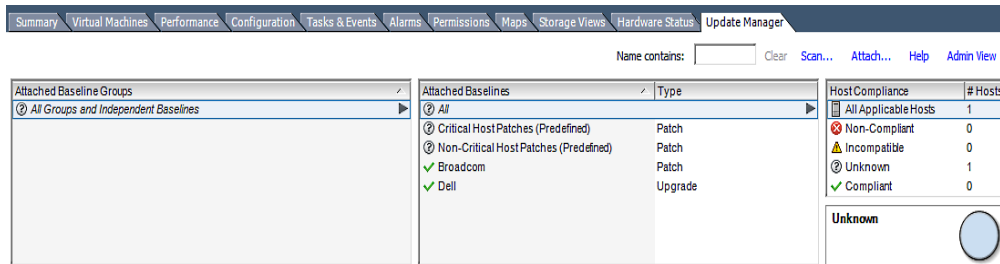 Summary Virtual Machines Performance Configuration Tasks & Events Alarms Permissions Maps Storage Views Hardware Status Update Manager
Name contains: Clear Scan... Attach... Help Admin View
Attached Baseline Groups
All Groups and Independent Baselines
Attached Baselines Type
All
Critical Host Patches (Predefined) Patch
Non-Critical Host Patches (Predefined) Patch
Broadcom Patch
Dell Upgrade
Host Compliance # Hosts
All Applicable Hosts 1
Non-Compliant 0
Incompatible 0
Unknown 1
Compliant 0
Unknown